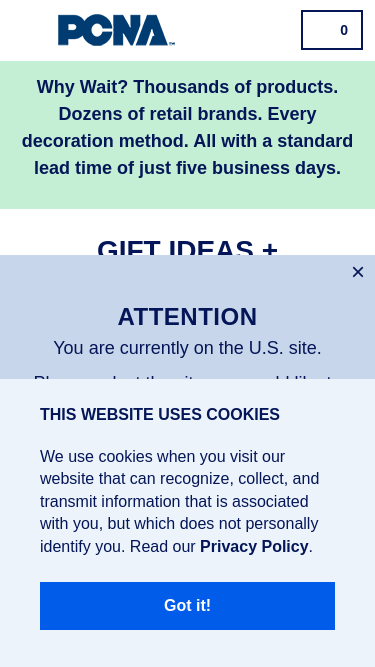 PCNA™
0
Why Wait? Thousands of products.
Dozens of retail brands. Every
decoration method. All with a standard
lead time of just five business days.
GIFT IDEAS +
×
ATTENTION
You are currently on the U.S. site.
THIS WEBSITE USES COOKIES
We use cookies when you visit our
website that can recognize, collect, and
transmit information that is associated
with you, but which does not personally
identify you. Read our Privacy Policy.
Got it!